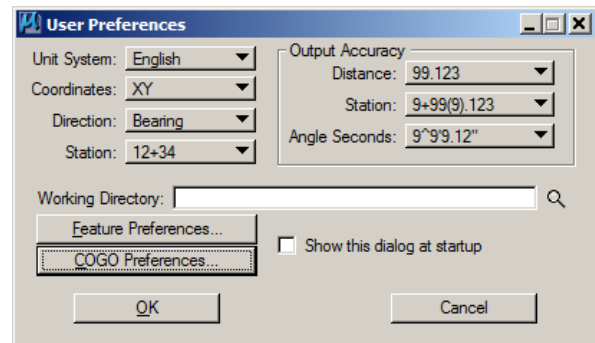 User Preferences
Unit System: English
Coordinates: XY
Direction: Bearing
Station: 12+34
Output Accuracy
Distance: 99.123
Station: 9+99(9).123
Angle Seconds: 9^9'9.12"
Working Directory:
Feature Preferences...
COGO Preferences...
Show this dialog at startup
OK Cancel